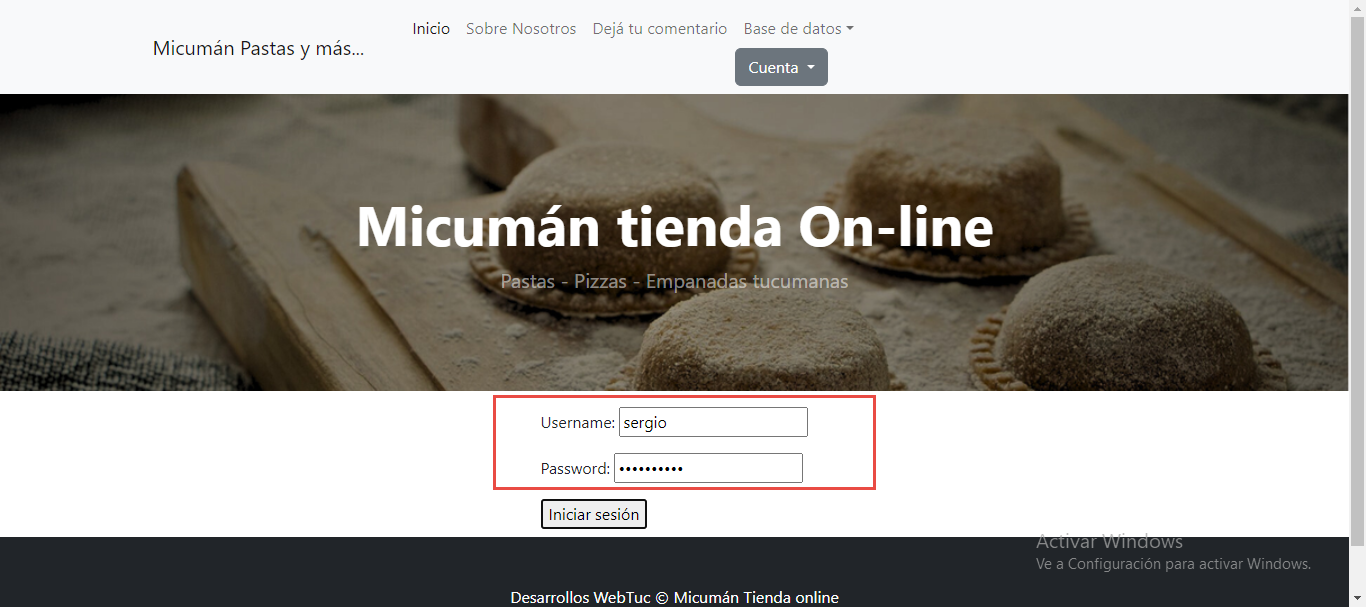 Micumán Pastas y más...
Inicio Sobre Nosotros Dejá tu comentario Base de datos
Cuenta
Micumán tienda On-line
Pastas - Pizzas - Empanadas tucumanas
Username: sergio
Password: ••••••••••
Iniciar sesión
Activar Windows
Ve a Configuración para activar Windows.
Desarrollos WebTuc © Micumán Tienda online